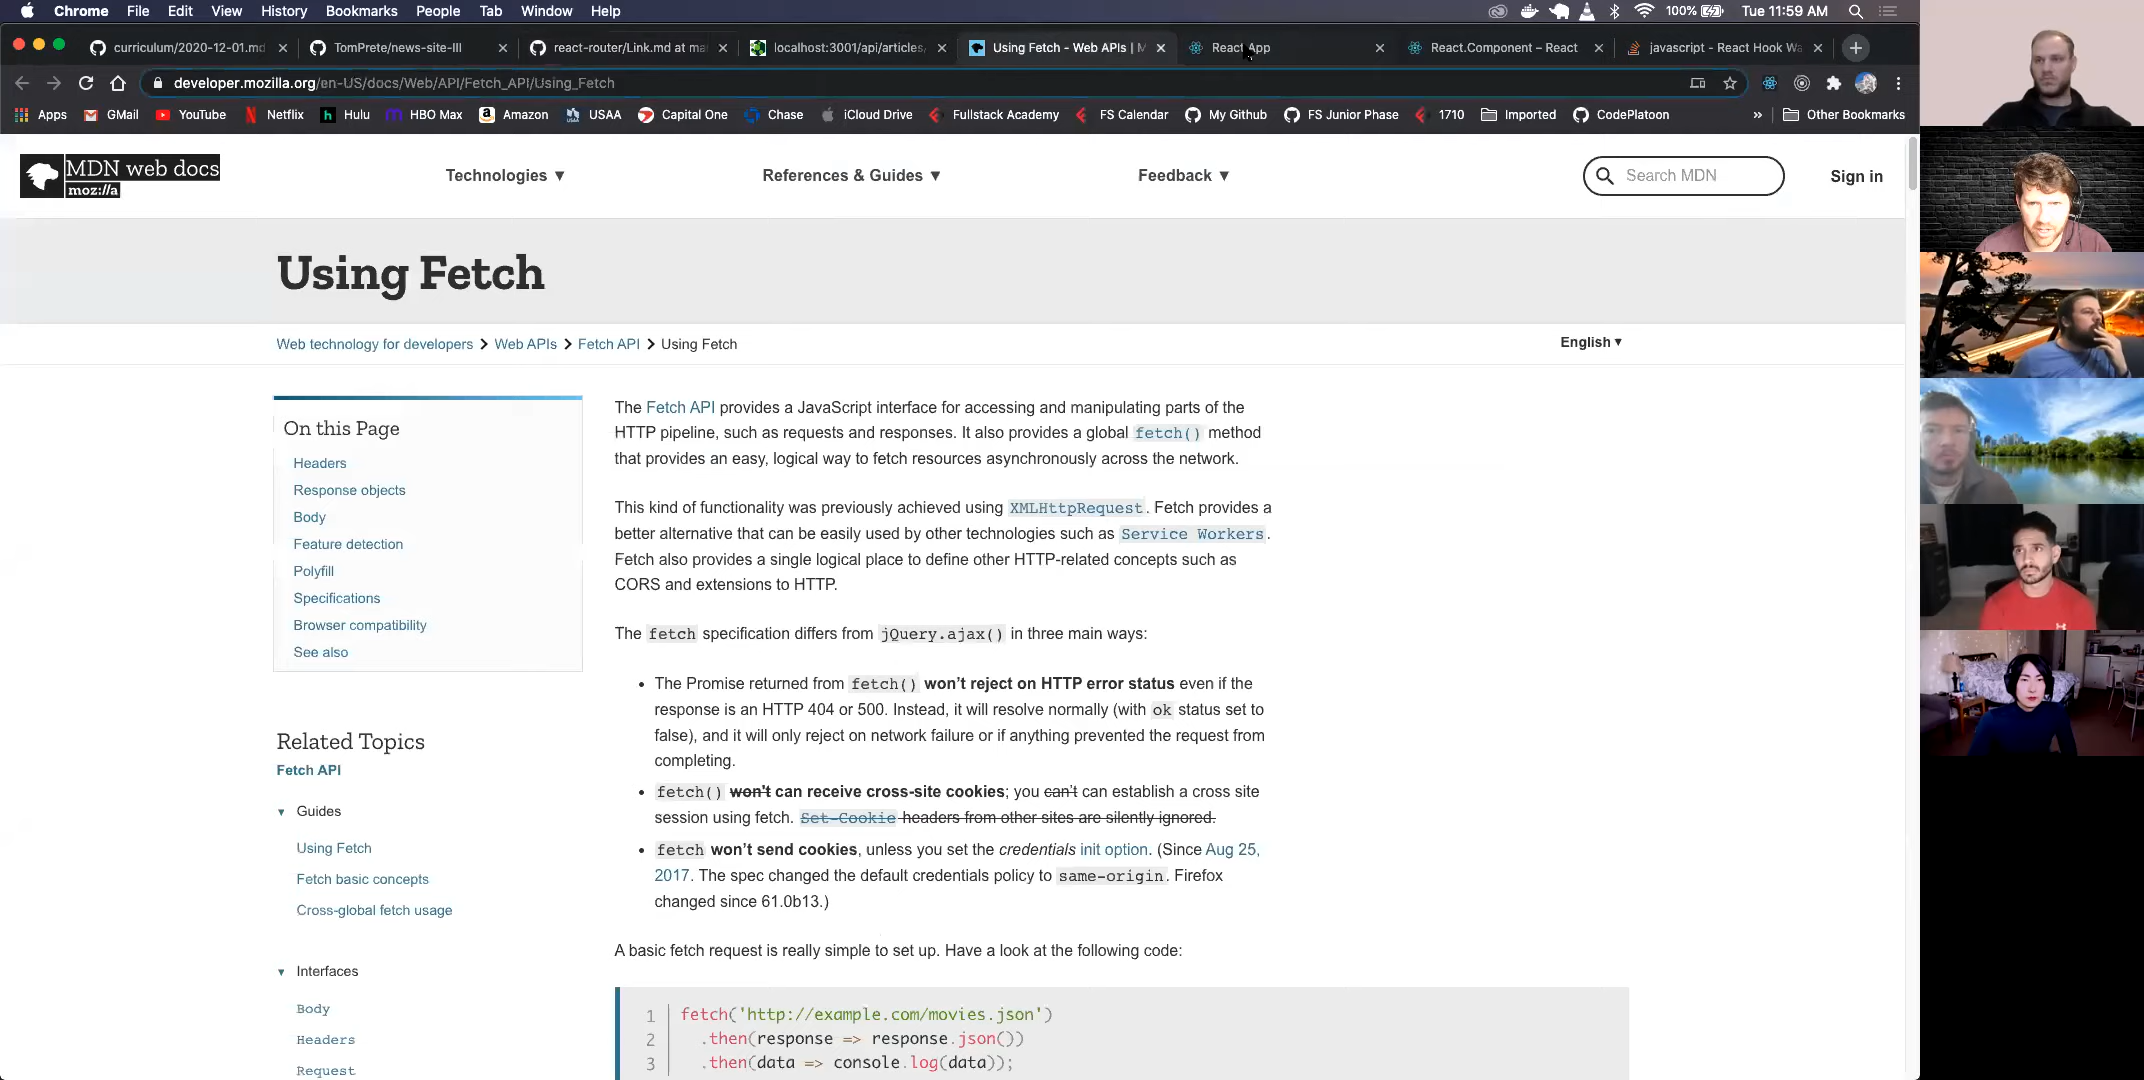 Chrome File Edit View History Bookmarks People Tab Window Help 100% Tue 11:59 AM
curriculum/2020-12-01.md TomPrete/news-site-III react-router/Link.md at ma localhost:3001/api/articles/ Using Fetch - Web APIs | M React App React.Component – React javascript - React Hook Wa
developer.mozilla.org/en-US/docs/Web/API/Fetch_API/Using_Fetch
Apps GMail YouTube Netflix Hulu HBO Max Amazon USAA Capital One Chase iCloud Drive Fullstack Academy FS Calendar My Github FS Junior Phase 1710 Imported CodePlatoon » Other Bookmarks
MDN web docs
moz://a
Technologies ▼ References & Guides ▼ Feedback ▼ Search MDN Sign in
Using Fetch
Web technology for developers > Web APIs > Fetch API > Using Fetch
English ▼
On this Page
Headers
Response objects
Body
Feature detection
Polyfill
Specifications
Browser compatibility
See also
Related Topics
Fetch API
▼ Guides
Using Fetch
Fetch basic concepts
Cross-global fetch usage
▼ Interfaces
Body
Headers
Request
The Fetch API provides a JavaScript interface for accessing and manipulating parts of the
HTTP pipeline, such as requests and responses. It also provides a global fetch() method
that provides an easy, logical way to fetch resources asynchronously across the network.
This kind of functionality was previously achieved using XMLHttpRequest. Fetch provides a
better alternative that can be easily used by other technologies such as Service Workers.
Fetch also provides a single logical place to define other HTTP-related concepts such as
CORS and extensions to HTTP.
The fetch specification differs from jQuery.ajax() in three main ways:
• The Promise returned from fetch() won't reject on HTTP error status even if the
response is an HTTP 404 or 500. Instead, it will resolve normally (with ok status set to
false), and it will only reject on network failure or if anything prevented the request from
completing.
• fetch() won't can receive cross-site cookies; you can't can establish a cross site
session using fetch. Set-Cookie headers from other sites are silently ignored.
• fetch won't send cookies, unless you set the credentials init option. (Since Aug 25,
2017. The spec changed the default credentials policy to same-origin. Firefox
changed since 61.0b13.)
A basic fetch request is really simple to set up. Have a look at the following code:
1 fetch('http://example.com/movies.json')
2 .then(response => response.json())
3 .then(data => console.log(data));